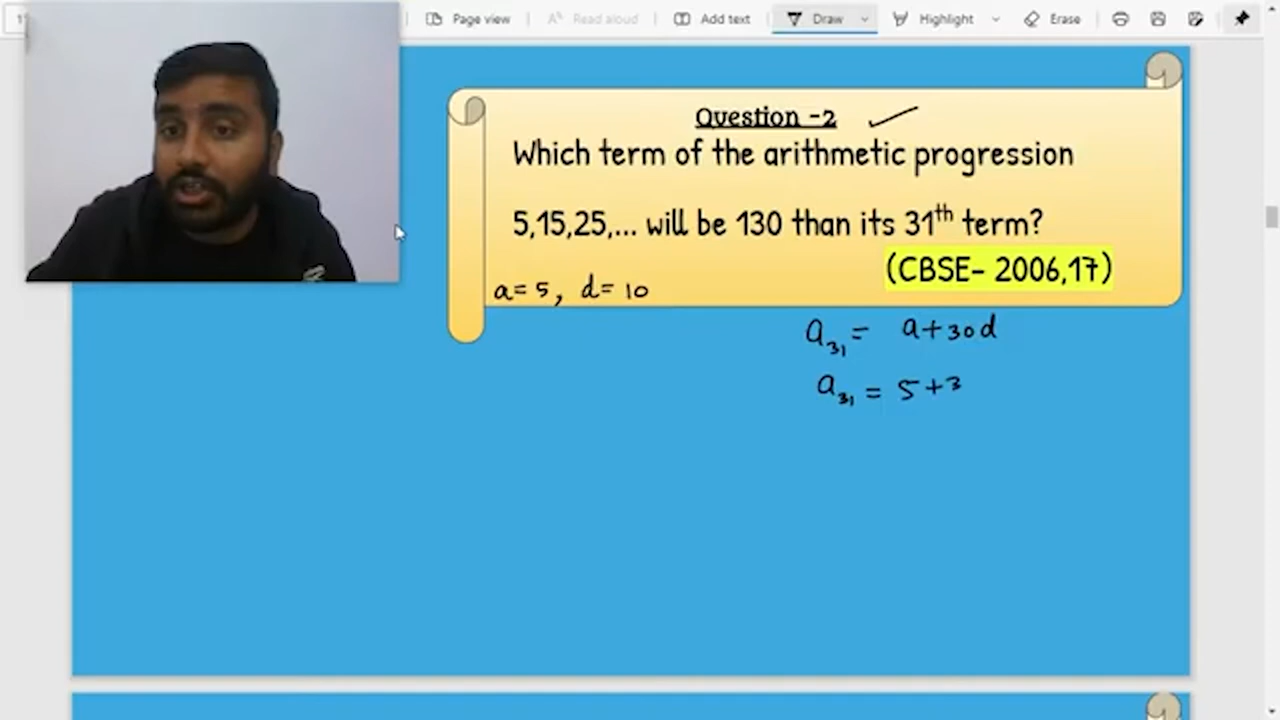 Page view
Read aloud
Add text
Draw
Highlight
Erase
Question -2
Which term of the arithmetic progression
5,15,25,... will be 130 than its 31th term?
(CBSE- 2006,17)
a= 5, d= 10
a31 = a+30d
a31 = 5+3